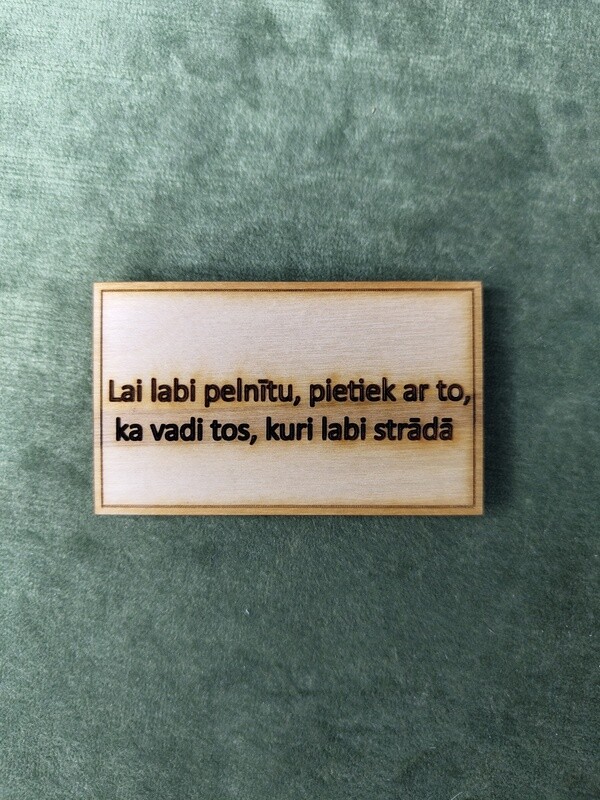 Lai labi pelnītu, pietiek ar to,
ka vadi tos, kuri labi strādā